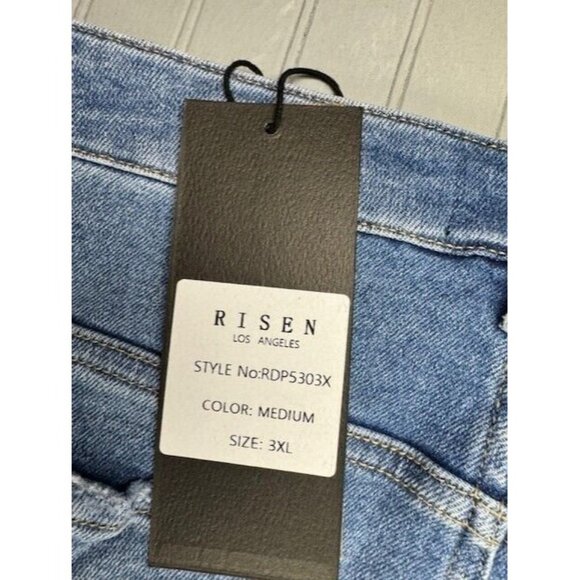 RISEN
LOS ANGELES
STYLE No:RDP5303X
COLOR: MEDIUM
SIZE: 3XL